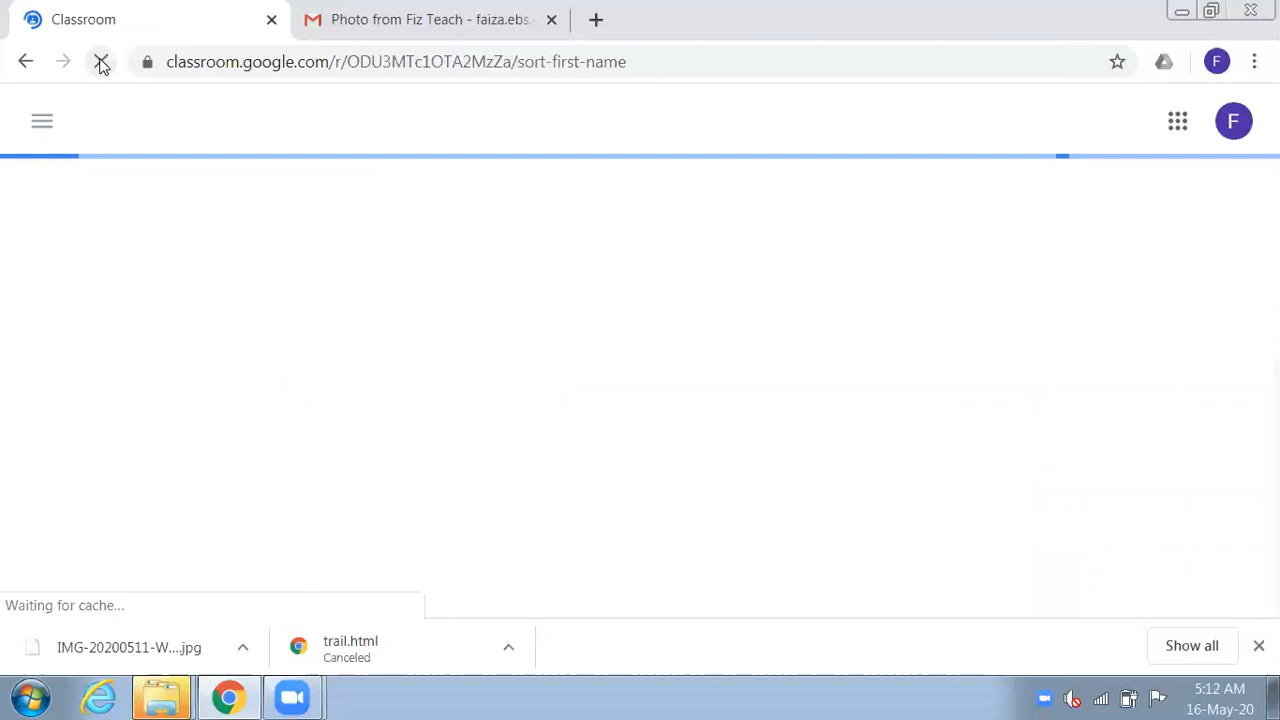 Classroom
Photo from Fiz Teach - faiza.ebs.
classroom.google.com/r/ODU3MTc1OTA2MzZa/sort-first-name
F
F
Waiting for cache...
IMG-20200511-W....jpg
trail.html
Canceled
Show all
5:12 AM
16-May-20